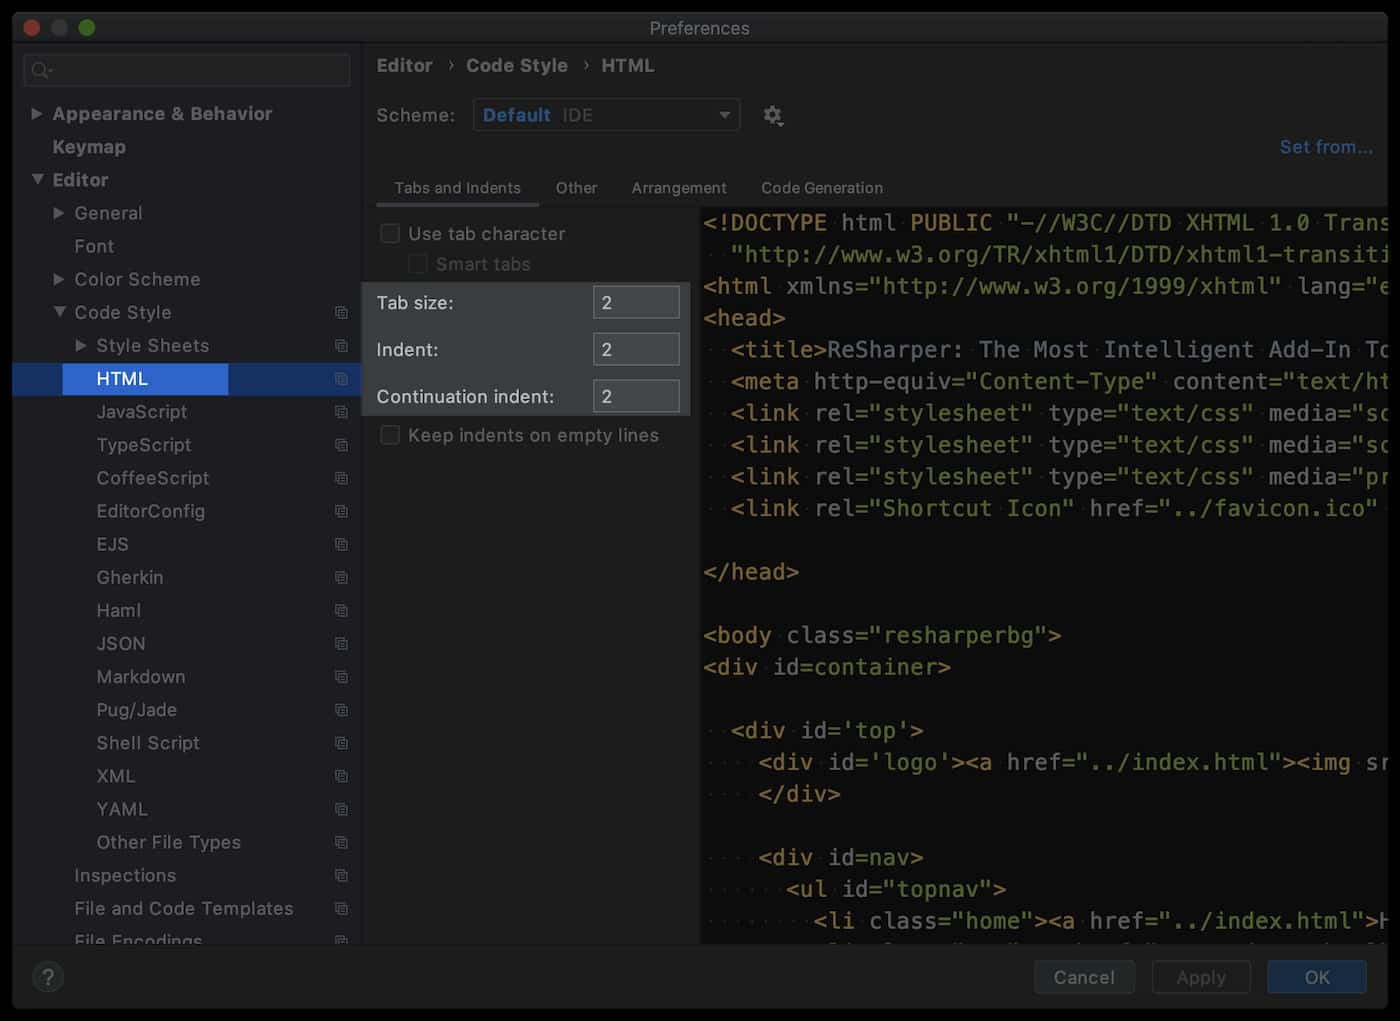 Preferences
Appearance & Behavior
Keymap
Editor
General
Font
Color Scheme
Code Style
Style Sheets
HTML
JavaScript
TypeScript
CoffeeScript
EditorConfig
EJS
Gherkin
Haml
JSON
Markdown
Pug/Jade
Shell Script
XML
YAML
Other File Types
Inspections
File and Code Templates
File Encodings
Editor › Code Style › HTML
Scheme: Default IDE
Set from...
Tabs and Indents Other Arrangement Code Generation
Use tab character
Smart tabs
Tab size: 2
Indent: 2
Continuation indent: 2
Keep indents on empty lines
<!DOCTYPE html PUBLIC "-//W3C//DTD XHTML 1.0 Trans
"http://www.w3.org/TR/xhtml1/DTD/xhtml1-transiti
<html xmlns="http://www.w3.org/1999/xhtml" lang="e
<head>
<title>ReSharper: The Most Intelligent Add-In To
<meta http-equiv="Content-Type" content="text/ht
<link rel="stylesheet" type="text/css" media="sc
<link rel="stylesheet" type="text/css" media="sc
<link rel="stylesheet" type="text/css" media="pr
<link rel="Shortcut Icon" href="../favicon.ico"
</head>
<body class="resharperbg">
<div id=container>
<div id='top'>
<div id='logo'><a href="../index.html"><img sr
</div>
<div id=nav>
<ul id="topnav">
<li class="home"><a href="../index.html">H
?
Cancel Apply OK